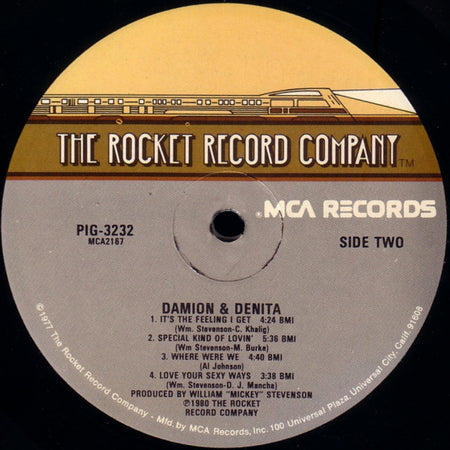 THE ROCKET RECORD COMPANY TM
MCA RECORDS
PIG-3232
MCA2187
SIDE TWO
DAMION & DENITA
1. IT'S THE FEELING I GET 4:24 BMI
(Wm. Stevenson-C. Khalig)
2. SPECIAL KIND OF LOVIN' 5:36 BMI
(Wm Stevenson-M. Burke)
3. WHERE WERE WE 4:40 BMI
(Al Johnson)
4. LOVE YOUR SEXY WAYS 3:38 BMI
(Wm. Stevenson-D. J. Mancha)
PRODUCED BY WILLIAM "MICKEY" STEVENSON
℗1980 THE ROCKET
RECORD COMPANY
©1977 The Rocket Record Company - Mfd. by MCA Records, Inc. 100 Universal Plaza, Universal City, Calif. 91608